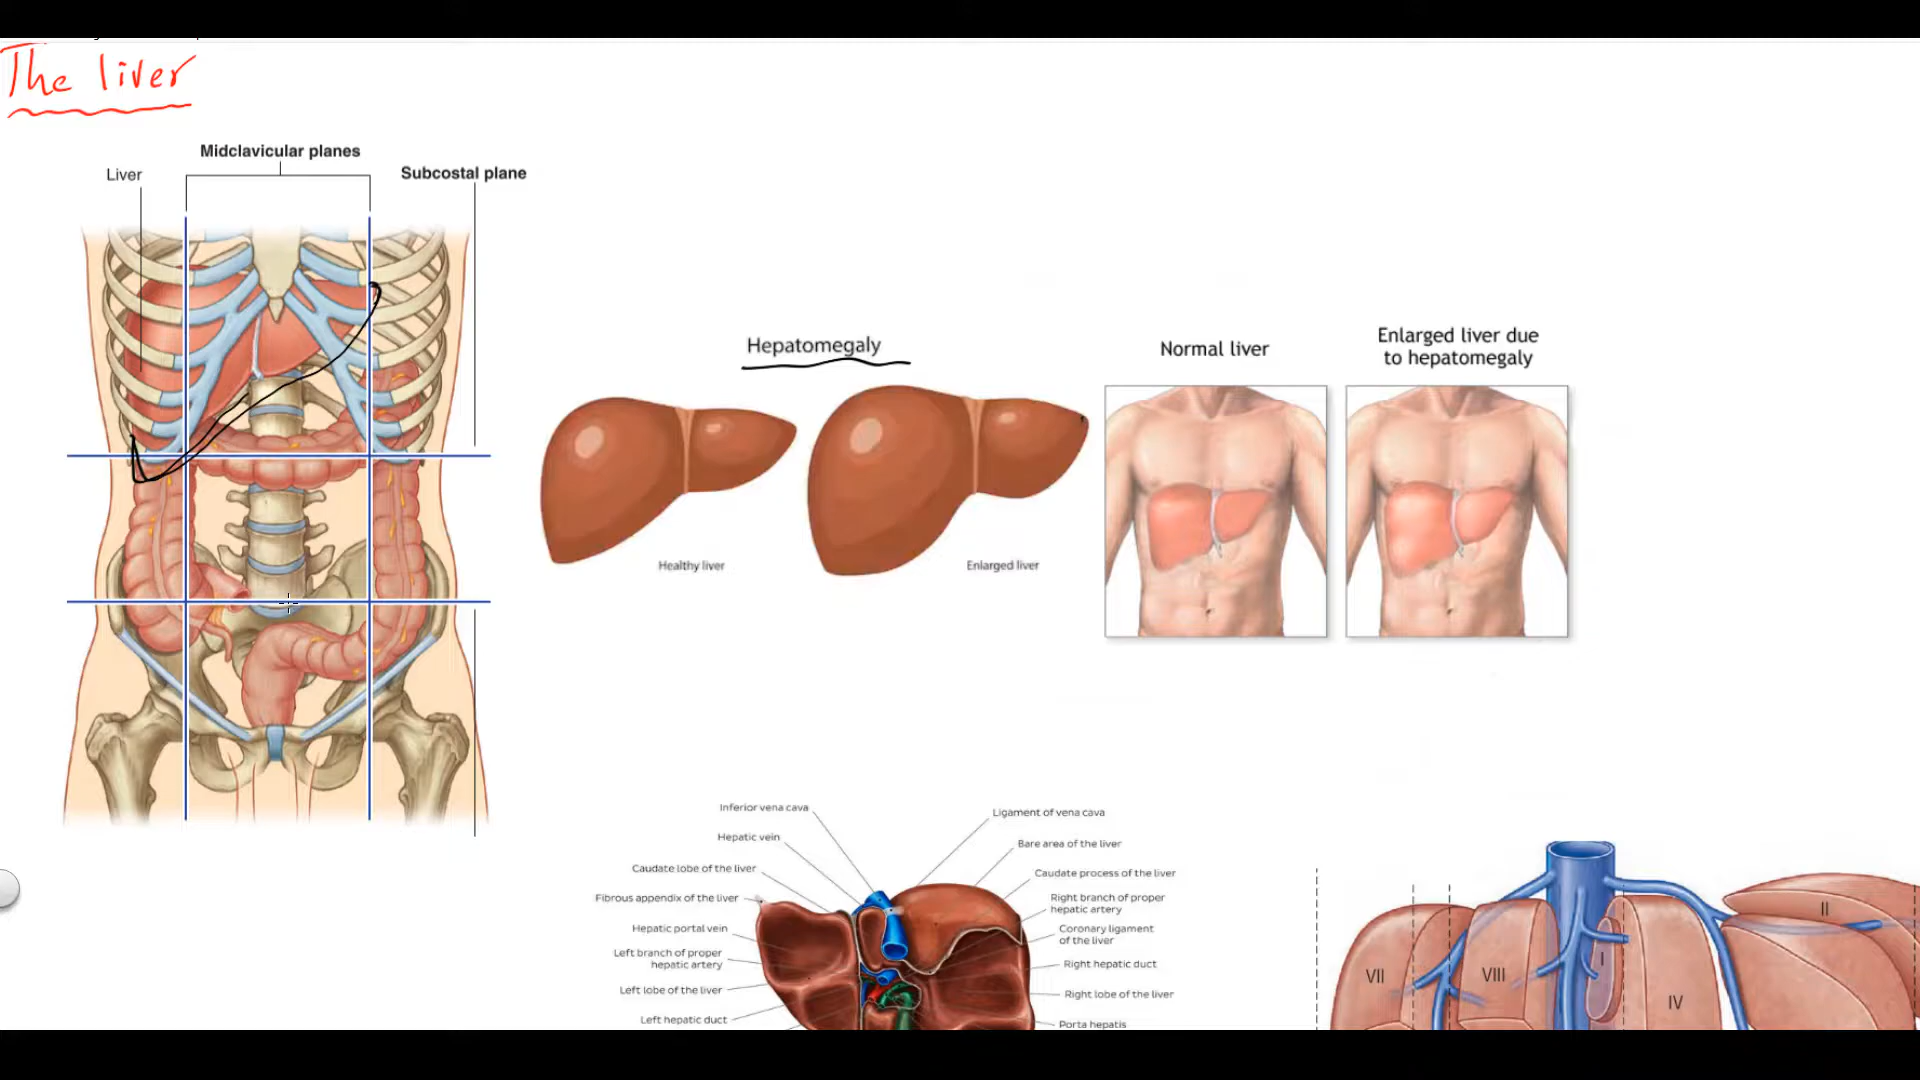 The liver
Midclavicular planes
Liver
Subcostal plane
Hepatomegaly
Healthy liver
Enlarged liver
Normal liver
Enlarged liver due
to hepatomegaly
Inferior vena cava
Hepatic vein
Caudate lobe of the liver
Fibrous appendix of the liver
Hepatic portal vein
Left branch of proper
hepatic artery
Left lobe of the liver
Left hepatic duct
Ligament of vena cava
Bare area of the liver
Caudate process of the liver
Right branch of proper
hepatic artery
Coronary ligament
of the liver
Right hepatic duct
Right lobe of the liver
Porta hepatis
II
VII
VIII
I
IV